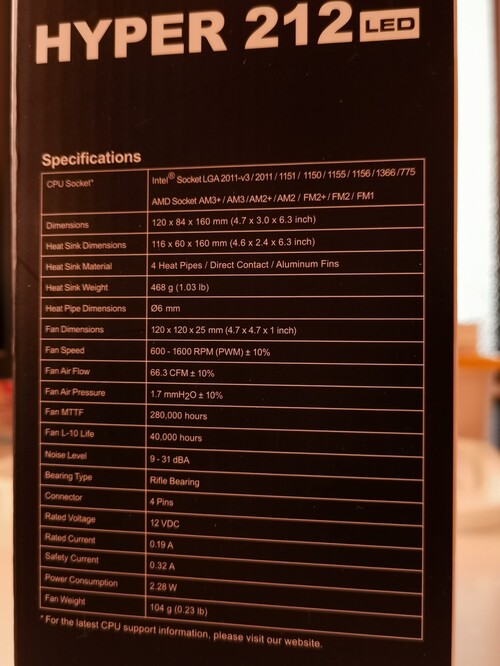 HYPER 212 LED
Specifications
CPU Socket* Intel® Socket LGA 2011-v3 / 2011 / 1151 / 1150 / 1155 / 1156 / 1366 /775
AMD Socket AM3+ / AM3 /AM2+ / AM2 / FM2+ / FM2 / FM1
Dimensions 120 x 84 x 160 mm (4.7 x 3.0 x 6.3 inch)
Heat Sink Dimensions 116 x 60 x 160 mm (4.6 x 2.4 x 6.3 inch)
Heat Sink Material 4 Heat Pipes / Direct Contact / Aluminum Fins
Heat Sink Weight 468 g (1.03 lb)
Heat Pipe Dimensions Ø6 mm
Fan Dimensions 120 x 120 x 25 mm (4.7 x 4.7 x 1 inch)
Fan Speed 600 - 1600 RPM (PWM) ± 10%
Fan Air Flow 66.3 CFM ± 10%
Fan Air Pressure 1.7 mmH2O ± 10%
Fan MTTF 280,000 hours
Fan L-10 Life 40,000 hours
Noise Level 9 - 31 dBA
Bearing Type Rifle Bearing
Connector 4 Pins
Rated Voltage 12 VDC
Rated Current 0.19 A
Safety Current 0.32 A
Power Consumption 2.28 W
Fan Weight 104 g (0.23 lb)
* For the latest CPU support information, please visit our website.